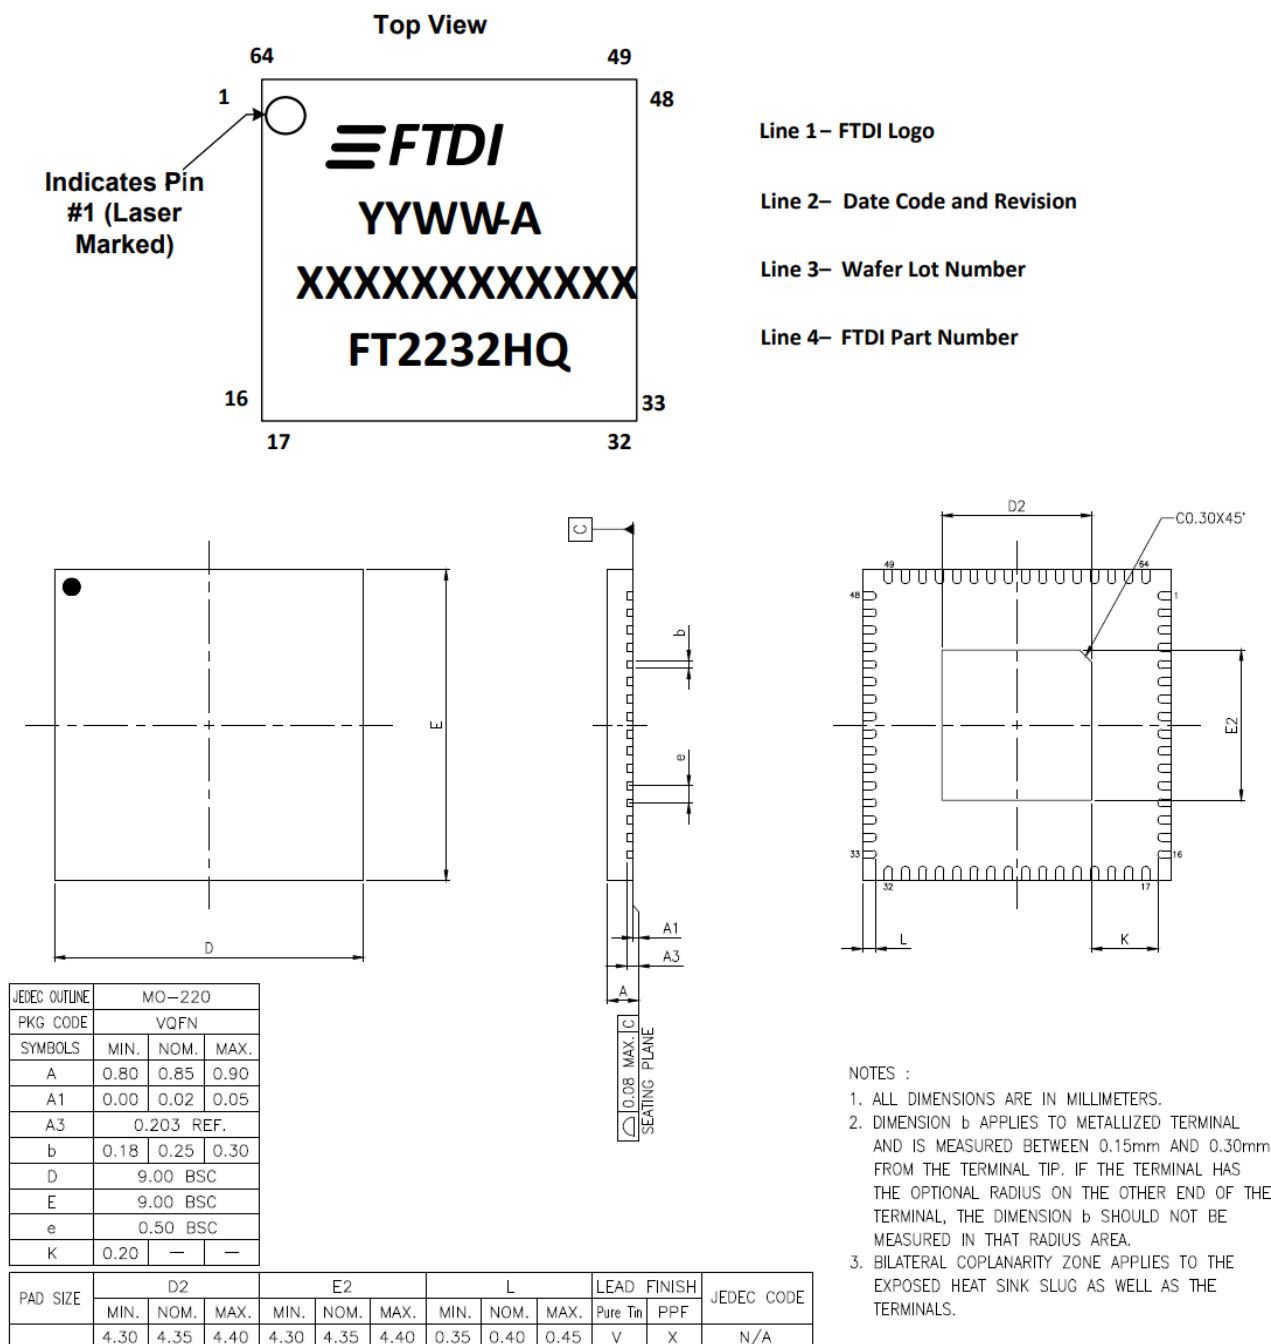 Top View
64
49
1
48
Indicates Pin
#1 (Laser
Marked)
FTDI
YYWW-A
XXXXXXXXXXXX
FT2232HQ
16
33
17
32
Line 1– FTDI Logo
Line 2– Date Code and Revision
Line 3– Wafer Lot Number
Line 4– FTDI Part Number
E
D
C
b
e
A1
A3
A
0.08 MAX. C
SEATING PLANE
D2
C0.30X45°
49
64
48
1
E2
33
16
32
17
L
K
JEDEC OUTLINE MO-220
PKG CODE VQFN
SYMBOLS MIN. NOM. MAX.
A 0.80 0.85 0.90
A1 0.00 0.02 0.05
A3 0.203 REF.
b 0.18 0.25 0.30
D 9.00 BSC
E 9.00 BSC
e 0.50 BSC
K 0.20 — —
PAD SIZE D2 E2 L LEAD FINISH JEDEC CODE
MIN. NOM. MAX. MIN. NOM. MAX. MIN. NOM. MAX. Pure Tin PPF
4.30 4.35 4.40 4.30 4.35 4.40 0.35 0.40 0.45 V X N/A
NOTES :
1. ALL DIMENSIONS ARE IN MILLIMETERS.
2. DIMENSION b APPLIES TO METALLIZED TERMINAL
AND IS MEASURED BETWEEN 0.15mm AND 0.30mm
FROM THE TERMINAL TIP. IF THE TERMINAL HAS
THE OPTIONAL RADIUS ON THE OTHER END OF THE
TERMINAL, THE DIMENSION b SHOULD NOT BE
MEASURED IN THAT RADIUS AREA.
3. BILATERAL COPLANARITY ZONE APPLIES TO THE
EXPOSED HEAT SINK SLUG AS WELL AS THE
TERMINALS.